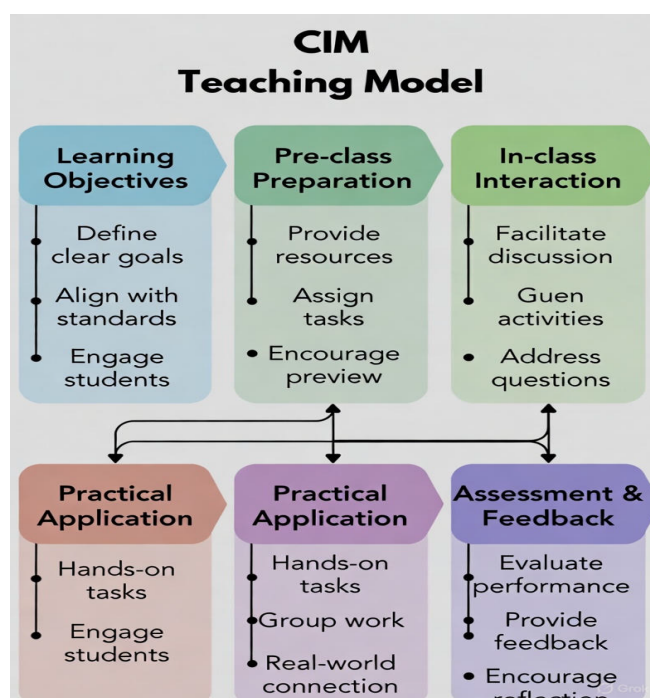 CIM
Teaching Model
Learning
Objectives
Define
clear goals
Align with
standards
Engage
students
Pre-class
Preparation
Provide
resources
Assign
tasks
Encourage
preview
In-class
Interaction
Facilitate
discussion
Guen
activities
Address
questions
Practical
Application
Hands-on
tasks
Engage
students
Practical
Application
Hands-on
tasks
Group work
Real-world
connection
Assessment &
Feedback
Evaluate
performance
Provide
feedback
Encourage
reflection